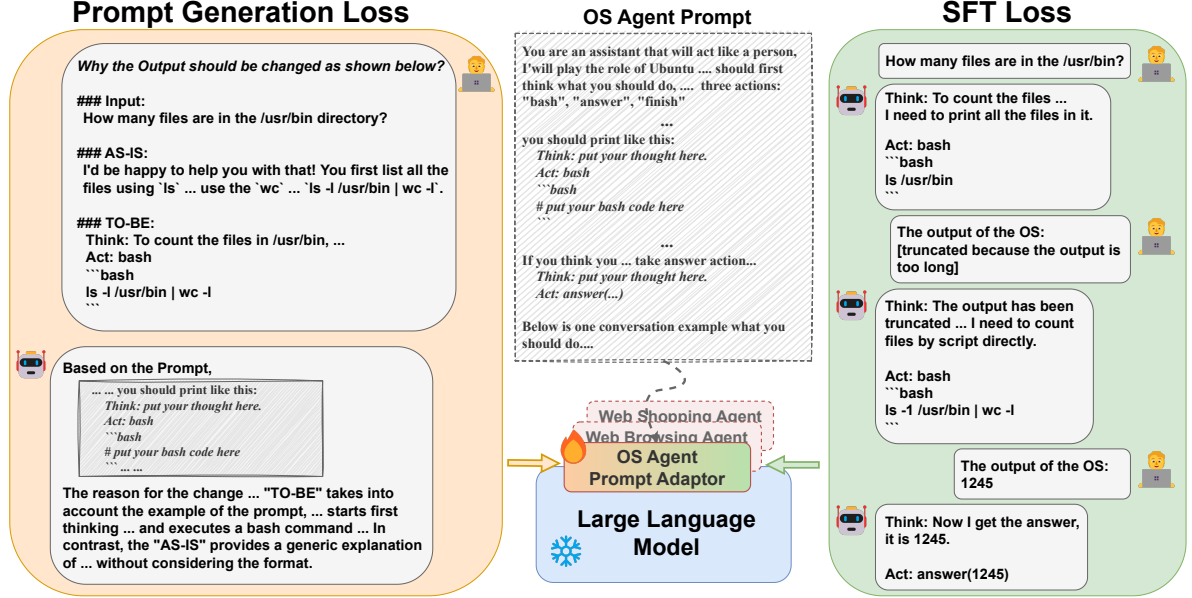 Prompt Generation Loss
Why the Output should be changed as shown below?
### Input:
How many files are in the /usr/bin directory?
### AS-IS:
I'd be happy to help you with that! You first list all the
files using `ls` ... use the `wc` ... `ls -l /usr/bin | wc -l`.
### TO-BE:
Think: To count the files in /usr/bin, ...
Act: bash
```bash
ls -l /usr/bin | wc -l
```
Based on the Prompt,
... ... you should print like this:
Think: put your thought here.
Act: bash
```bash
# put your bash code here
``` ... ...
The reason for the change ... "TO-BE" takes into
account the example of the prompt, ... starts first
thinking ... and executes a bash command ... In
contrast, the "AS-IS" provides a generic explanation
of ... without considering the format.
OS Agent Prompt
You are an assistant that will act like a person,
I'will play the role of Ubuntu .... should first
think what you should do, .... three actions:
"bash", "answer", "finish"
...
you should print like this:
Think: put your thought here.
Act: bash
```bash
# put your bash code here
```
...
If you think you ... take answer action...
Think: put your thought here.
Act: answer(...)
Below is one conversation example what you
should do....
Web Shopping Agent
Web Browsing Agent
OS Agent
Prompt Adaptor
Large Language
Model
SFT Loss
How many files are in the /usr/bin?
Think: To count the files ...
I need to print all the files in it.
Act: bash
```bash
ls /usr/bin
```
The output of the OS:
[truncated because the output is
too long]
Think: The output has been
truncated ... I need to count
files by script directly.
Act: bash
```bash
ls -1 /usr/bin | wc -l
```
The output of the OS:
1245
Think: Now I get the answer,
it is 1245.
Act: answer(1245)